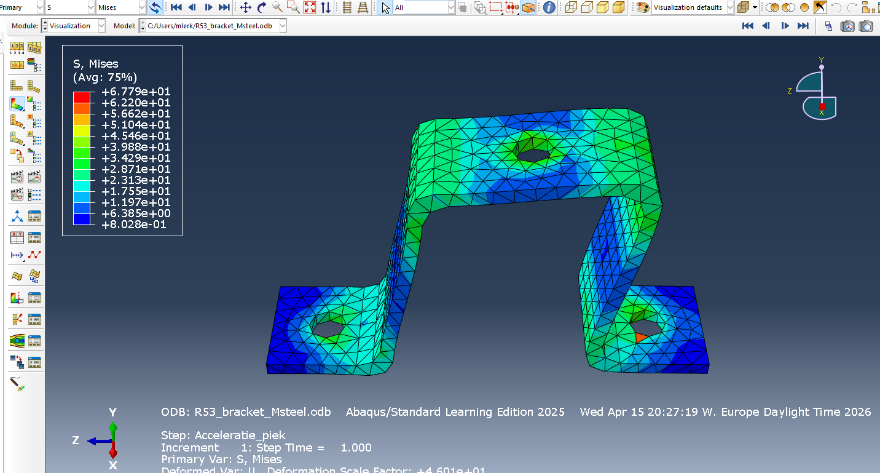 Primary S Mises All Visualization defaults
Module: Visualization Model: C:/Users/mlerk/R53_bracket_Msteel.odb
S, Mises
(Avg: 75%)
+6.779e+01
+6.220e+01
+5.662e+01
+5.104e+01
+4.546e+01
+3.988e+01
+3.429e+01
+2.871e+01
+2.313e+01
+1.755e+01
+1.197e+01
+6.385e+00
+8.028e-01
Y
Z
X
Y
Z
X
ODB: R53_bracket_Msteel.odb Abaqus/Standard Learning Edition 2025 Wed Apr 15 20:27:19 W. Europe Daylight Time 2026
Step: Acceleratie_piek
Increment 1: Step Time = 1.000
Primary Var: S, Mises
Deformed Var: U Deformation Scale Factor: +4.601e+01